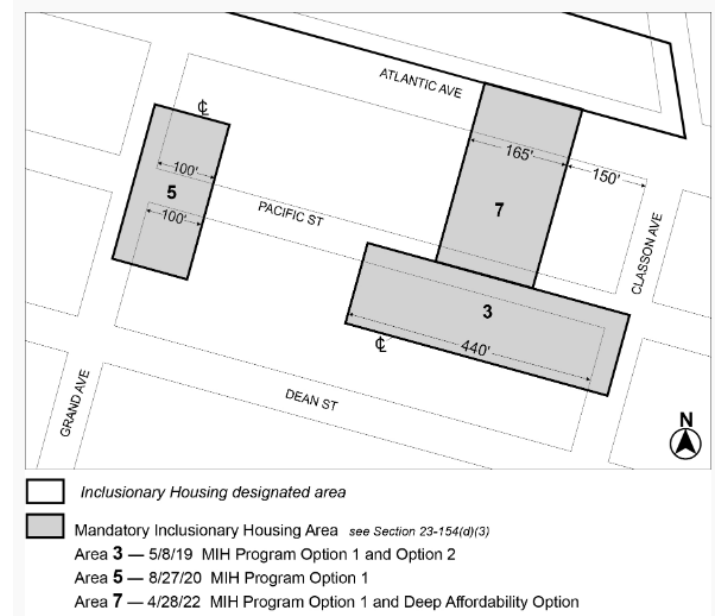 ATLANTIC AVE
℄
100'
5
100'
PACIFIC ST
165'
150'
7
CLASSON AVE
3
440'
℄
DEAN ST
GRAND AVE
N
Inclusionary Housing designated area
Mandatory Inclusionary Housing Area see Section 23-154(d)(3)
Area 3 — 5/8/19 MIH Program Option 1 and Option 2
Area 5 — 8/27/20 MIH Program Option 1
Area 7 — 4/28/22 MIH Program Option 1 and Deep Affordability Option